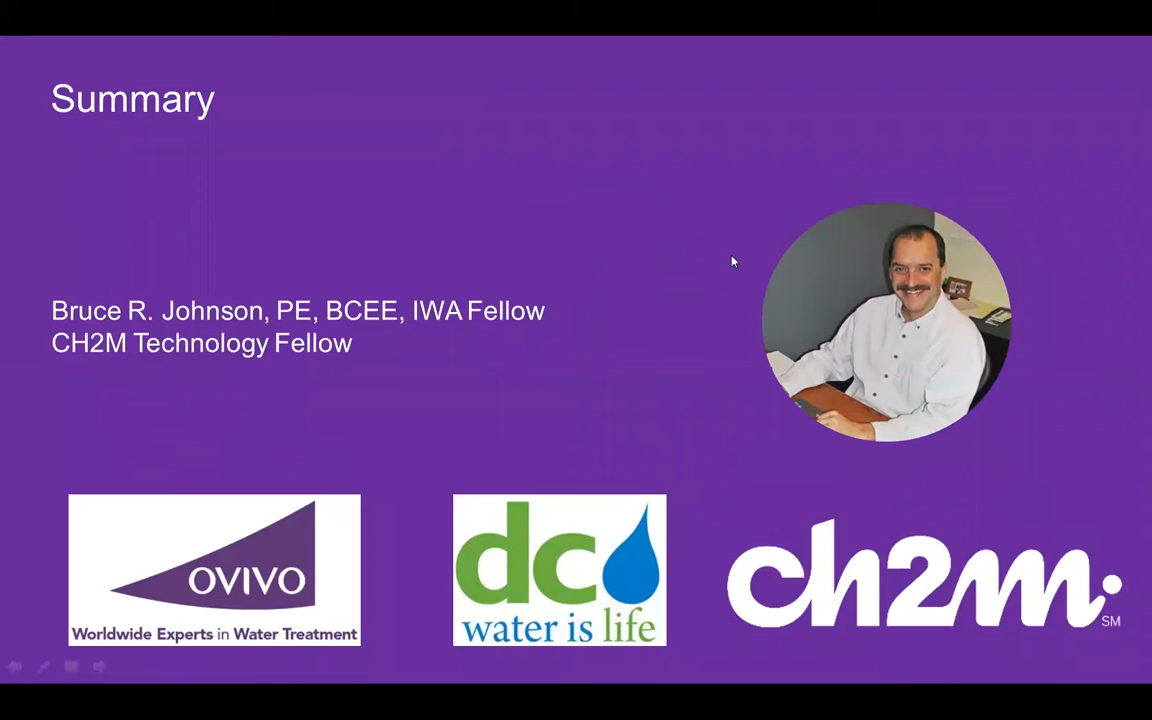 Summary
Bruce R. Johnson, PE, BCEE, IWA Fellow
CH2M Technology Fellow
OVIVO
Worldwide Experts in Water Treatment
dc
water is life
ch2m
SM